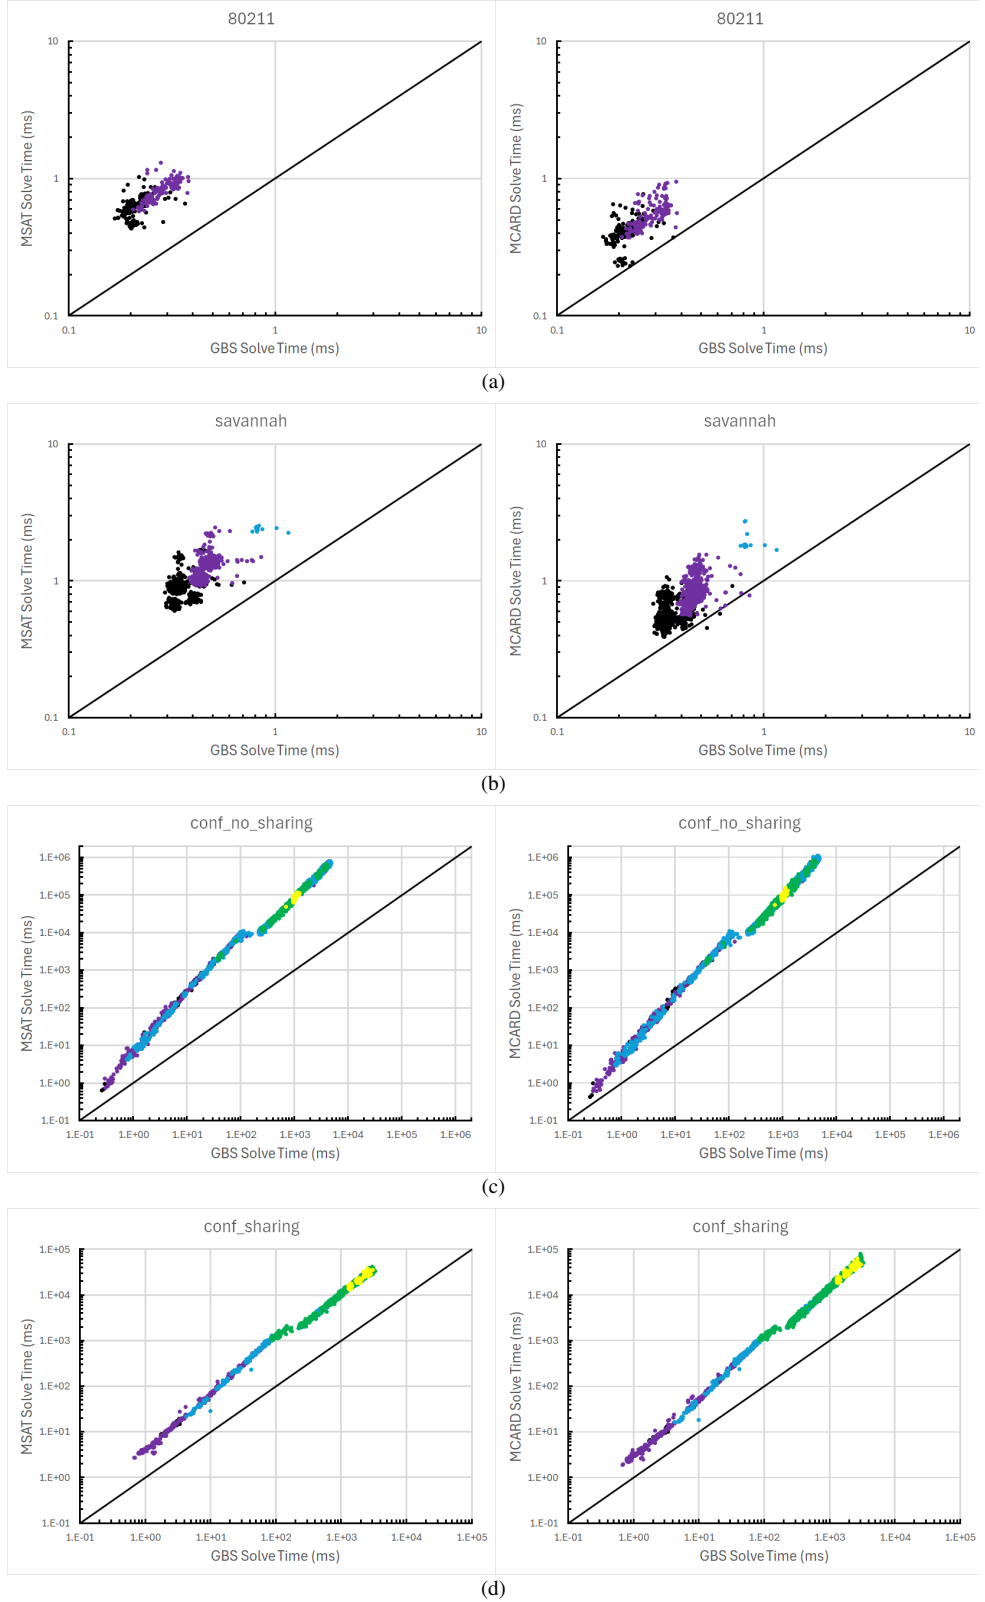 80211
80211
10
1
0.1
0.1
1
10
MSAT Solve Time (ms)
GBS Solve Time (ms)
10
1
0.1
0.1
1
10
MCARD Solve Time (ms)
GBS Solve Time (ms)
(a)
savannah
savannah
10
1
0.1
0.1
1
10
MSAT Solve Time (ms)
GBS Solve Time (ms)
10
1
0.1
0.1
1
10
MCARD Solve Time (ms)
GBS Solve Time (ms)
(b)
conf_no_sharing
conf_no_sharing
1.E+06
1.E+05
1.E+04
1.E+03
1.E+02
1.E+01
1.E+00
1.E-01
1.E-01 1.E+00 1.E+01 1.E+02 1.E+03 1.E+04 1.E+05 1.E+06
MSAT Solve Time (ms)
GBS Solve Time (ms)
1.E+06
1.E+05
1.E+04
1.E+03
1.E+02
1.E+01
1.E+00
1.E-01
1.E-01 1.E+00 1.E+01 1.E+02 1.E+03 1.E+04 1.E+05 1.E+06
MCARD Solve Time (ms)
GBS Solve Time (ms)
(c)
conf_sharing
conf_sharing
1.E+05
1.E+04
1.E+03
1.E+02
1.E+01
1.E+00
1.E-01
1.E-01 1.E+00 1.E+01 1.E+02 1.E+03 1.E+04 1.E+05
MSAT Solve Time (ms)
GBS Solve Time (ms)
1.E+05
1.E+04
1.E+03
1.E+02
1.E+01
1.E+00
1.E-01
1.E-01 1.E+00 1.E+01 1.E+02 1.E+03 1.E+04 1.E+05
MCARD Solve Time (ms)
GBS Solve Time (ms)
(d)